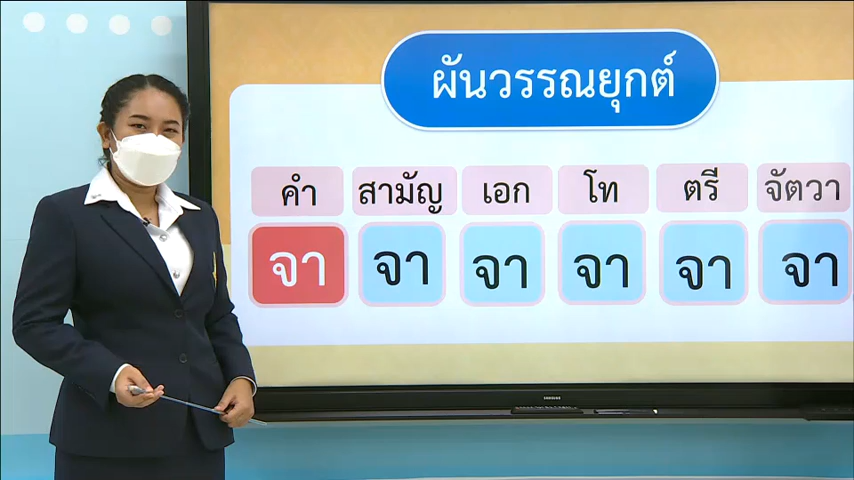 ผันวรรณยุกต์
คำ สามัญ เอก โท ตรี จัตวา
จา จา จา จา จา จา
SAMSUNG